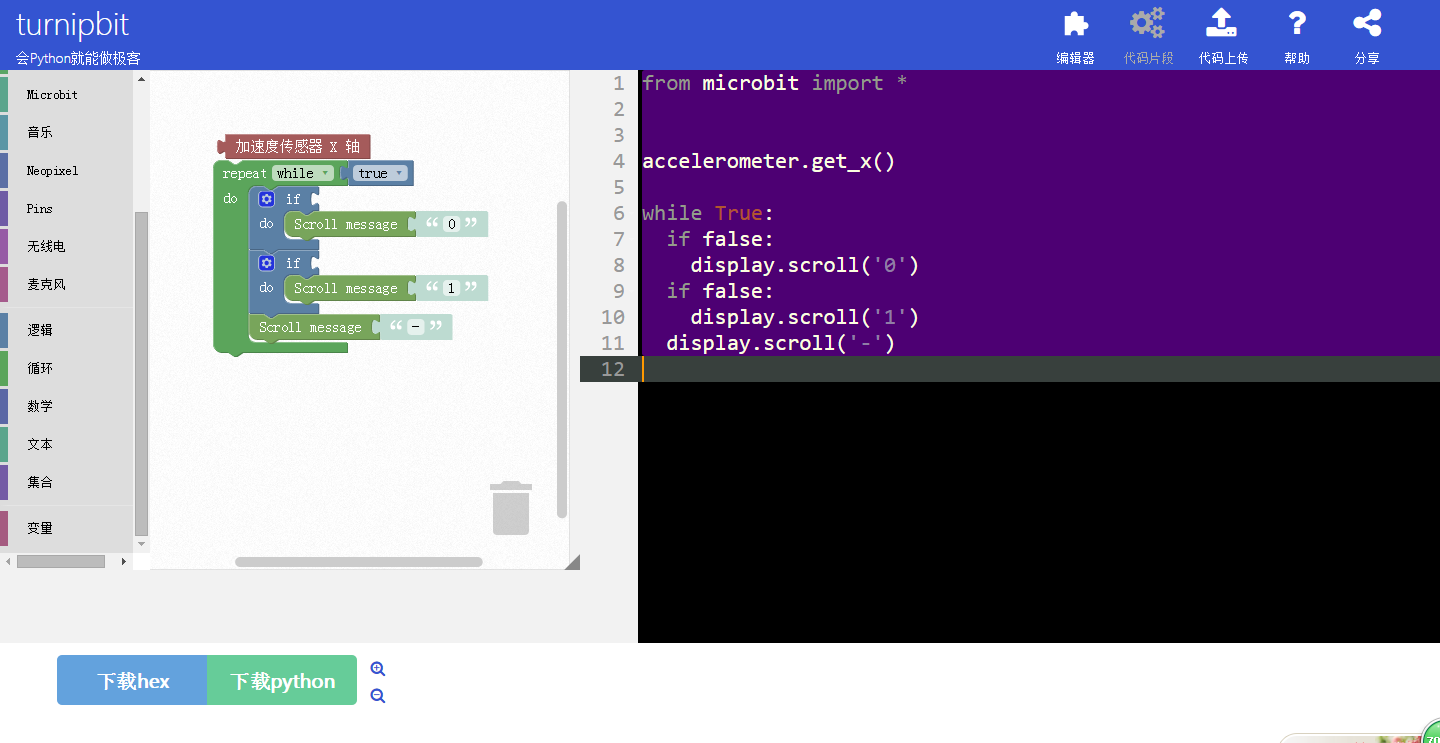 turnipbit
会Python就能做极客
编辑器
代码片段
代码上传
帮助
分享
Microbit
音乐
Neopixel
Pins
无线电
麦克风
逻辑
循环
数学
文本
集合
变量
加速度传感器 X 轴
repeat while true
do if
do Scroll message “ 0 ”
if
do Scroll message “ 1 ”
Scroll message “ - ”
1 from microbit import *
2
3
4 accelerometer.get_x()
5
6 while True:
7 if false:
8 display.scroll('0')
9 if false:
10 display.scroll('1')
11 display.scroll('-')
12
下载hex
下载python